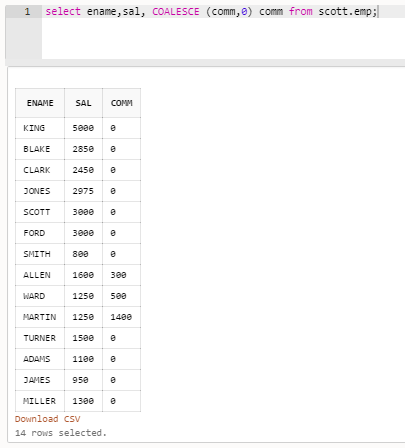 1 select ename,sal, COALESCE (comm,0) comm from scott.emp;
ENAME SAL COMM
KING 5000 0
BLAKE 2850 0
CLARK 2450 0
JONES 2975 0
SCOTT 3000 0
FORD 3000 0
SMITH 800 0
ALLEN 1600 300
WARD 1250 500
MARTIN 1250 1400
TURNER 1500 0
ADAMS 1100 0
JAMES 950 0
MILLER 1300 0
Download CSV
14 rows selected.